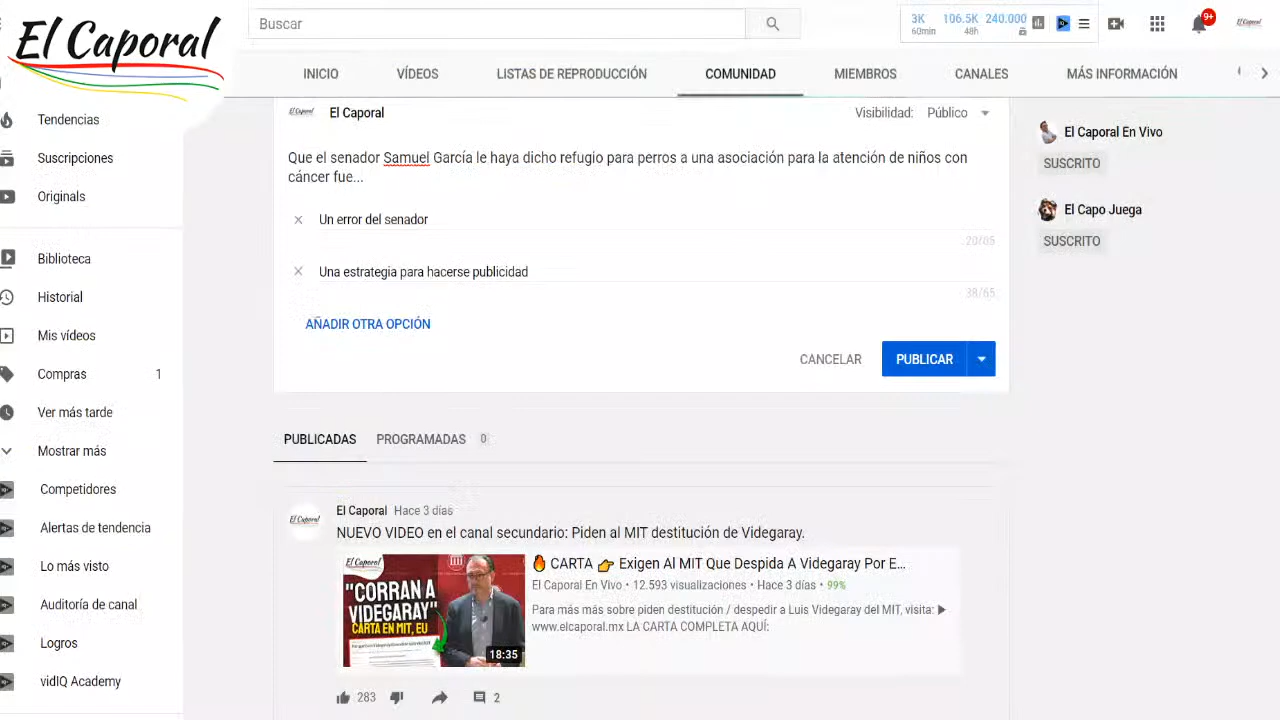 El Caporal
Buscar
3K 106.5K 240.000
60min 48h
9+
El Caporal
INICIO VÍDEOS LISTAS DE REPRODUCCIÓN COMUNIDAD MIEMBROS CANALES MÁS INFORMACIÓN
Tendencias
Suscripciones
Originals
Biblioteca
Historial
Mis vídeos
Compras 1
Ver más tarde
Mostrar más
Competidores
Alertas de tendencia
Lo más visto
Auditoría de canal
Logros
vidIQ Academy
El Caporal El Caporal Visibilidad: Público
Que el senador Samuel García le haya dicho refugio para perros a una asociación para la atención de niños con
cáncer fue...
Un error del senador
20/65
Una estrategia para hacerse publicidad
38/65
AÑADIR OTRA OPCIÓN
CANCELAR PUBLICAR
PUBLICADAS PROGRAMADAS 0
El Caporal El Caporal Hace 3 días
NUEVO VIDEO en el canal secundario: Piden al MIT destitución de Videgaray.
El Caporal
"CORRAN A
VIDEGARAY"
CARTA EN MIT, EU
18:35
🔥 CARTA 👉 Exigen Al MIT Que Despida A Videgaray Por E...
El Caporal En Vivo • 12.593 visualizaciones • Hace 3 días • 99%
Para más más sobre piden destitución / despedir a Luis Videgaray del MIT, visita: ▶
www.elcaporal.mx LA CARTA COMPLETA AQUÍ:
283 2
El Caporal En Vivo
SUSCRITO
El Capo Juega
SUSCRITO